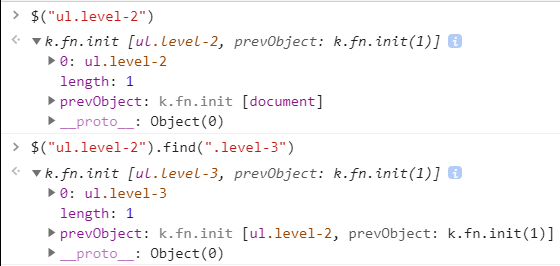 > $("ul.level-2")
<· ▼k.fn.init [ul.level-2, prevObject: k.fn.init(1)] i
▶0: ul.level-2
length: 1
▶prevObject: k.fn.init [document]
▶__proto__: Object(0)
> $("ul.level-2").find(".level-3")
<· ▼k.fn.init [ul.level-3, prevObject: k.fn.init(1)] i
▶0: ul.level-3
length: 1
▶prevObject: k.fn.init [ul.level-2, prevObject: k.fn.init(1)]
▶__proto__: Object(0)